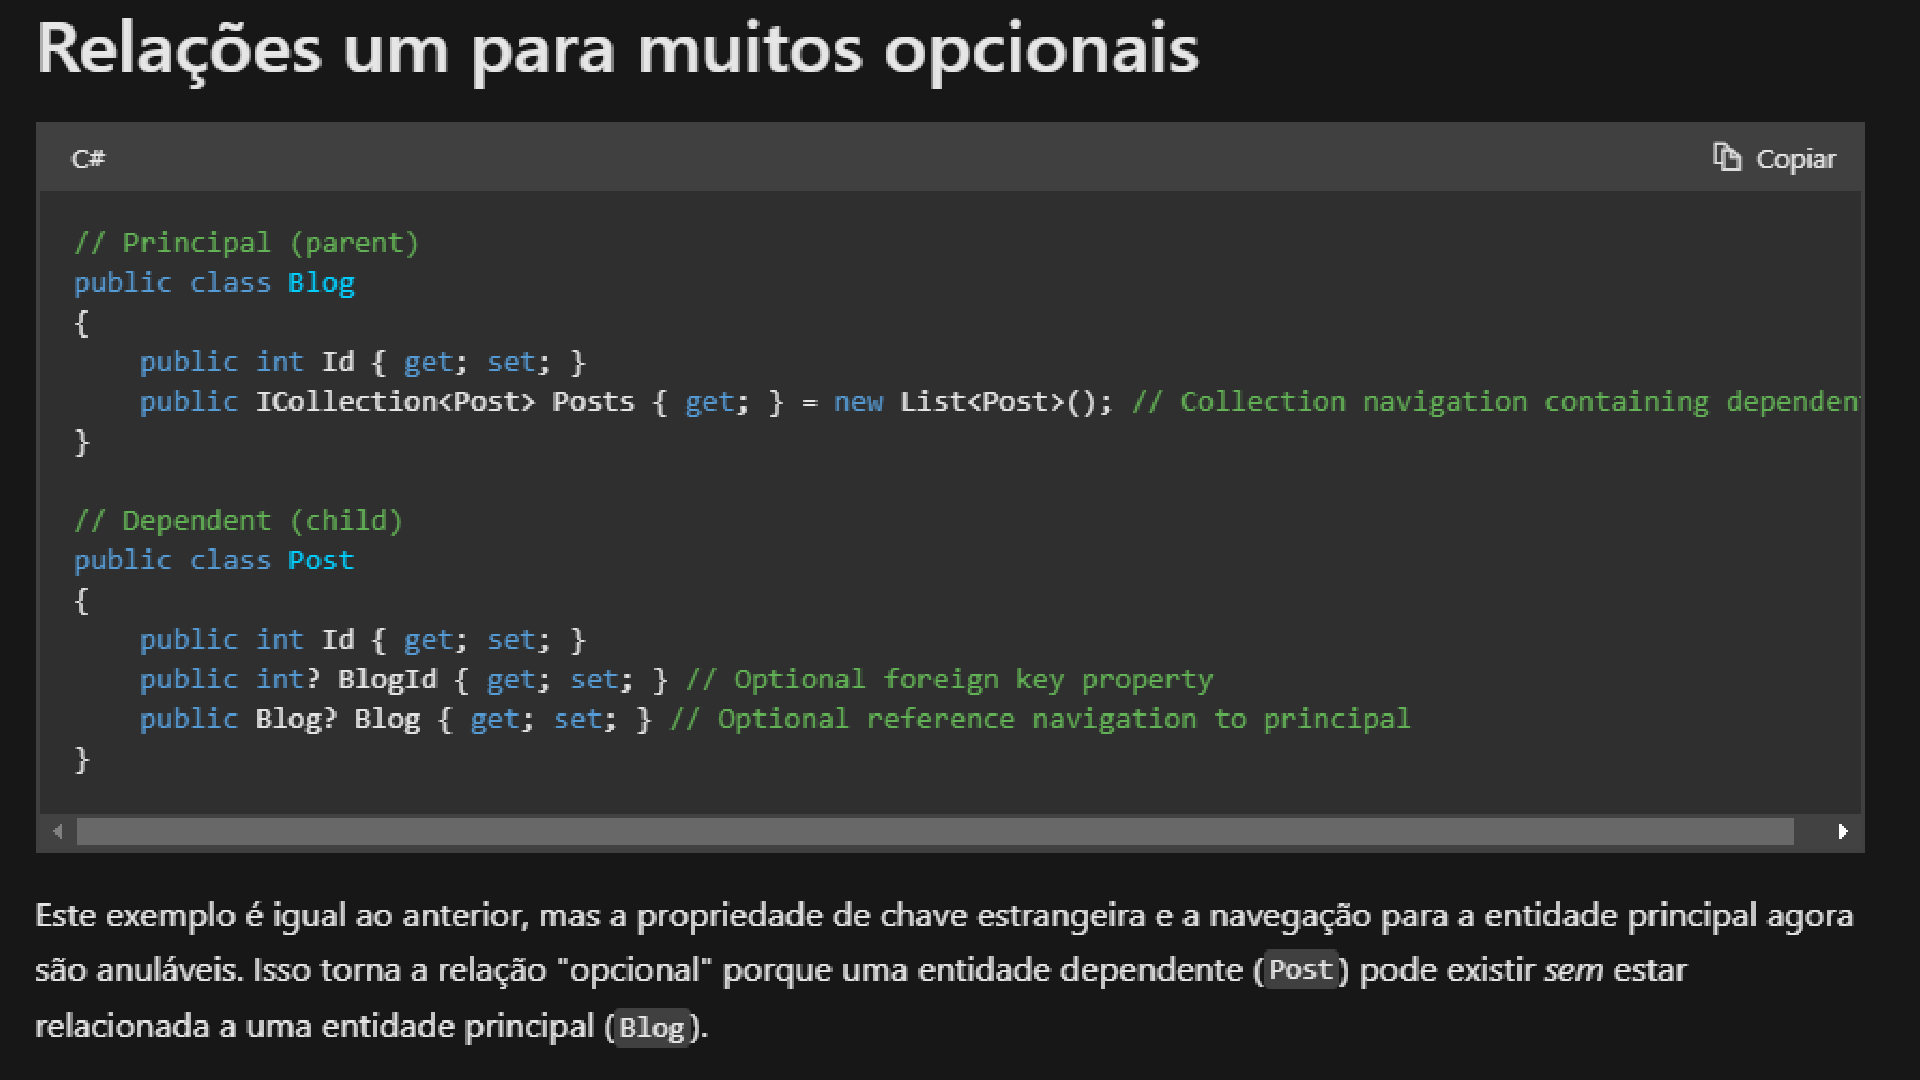 Relações um para muitos opcionais
C#
Copiar
// Principal (parent)
public class Blog
{
    public int Id { get; set; }
    public ICollection<Post> Posts { get; } = new List<Post>(); // Collection navigation containing dependen
}
// Dependent (child)
public class Post
{
    public int Id { get; set; }
    public int? BlogId { get; set; } // Optional foreign key property
    public Blog? Blog { get; set; } // Optional reference navigation to principal
}
Este exemplo é igual ao anterior, mas a propriedade de chave estrangeira e a navegação para a entidade principal agora
são anuláveis. Isso torna a relação "opcional" porque uma entidade dependente (Post) pode existir sem estar
relacionada a uma entidade principal (Blog).